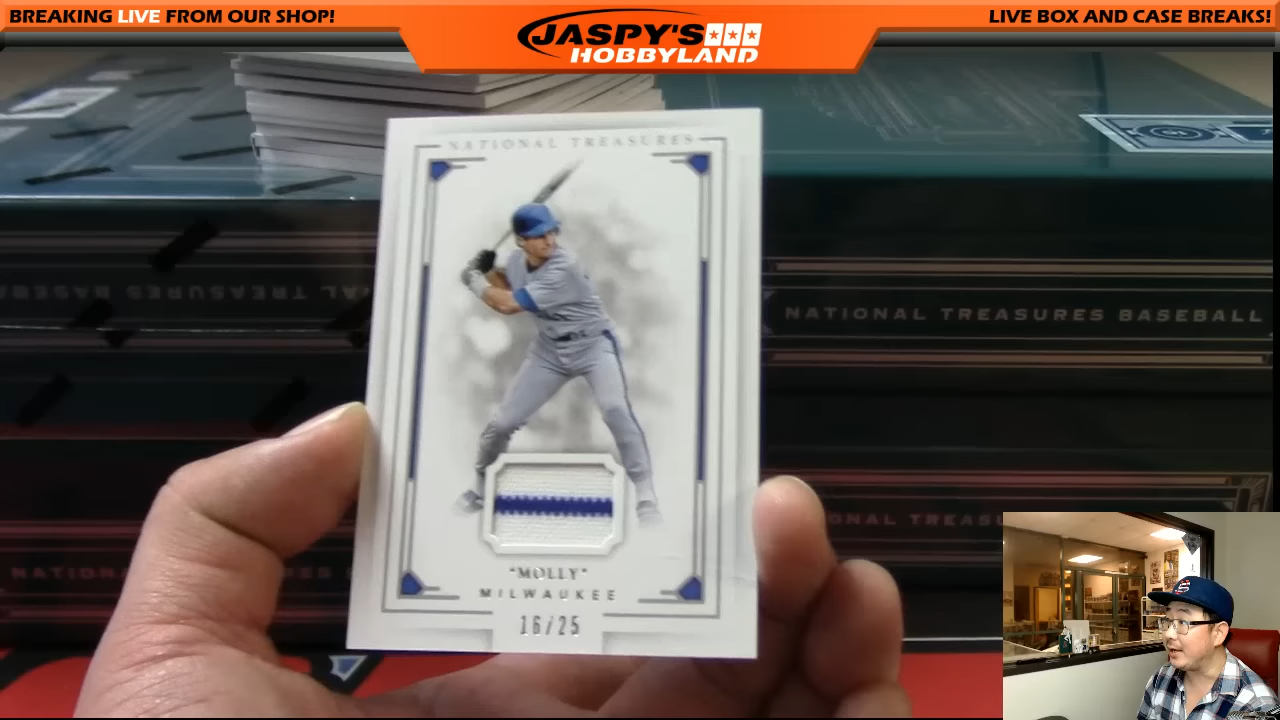 BREAKING LIVE FROM OUR SHOP!
JASPY'S
HOBBYLAND
LIVE BOX AND CASE BREAKS!
NATIONAL TREASURES
NATIONAL TREASURES BASEBALL
"MOLLY"
MILWAUKEE
16/25